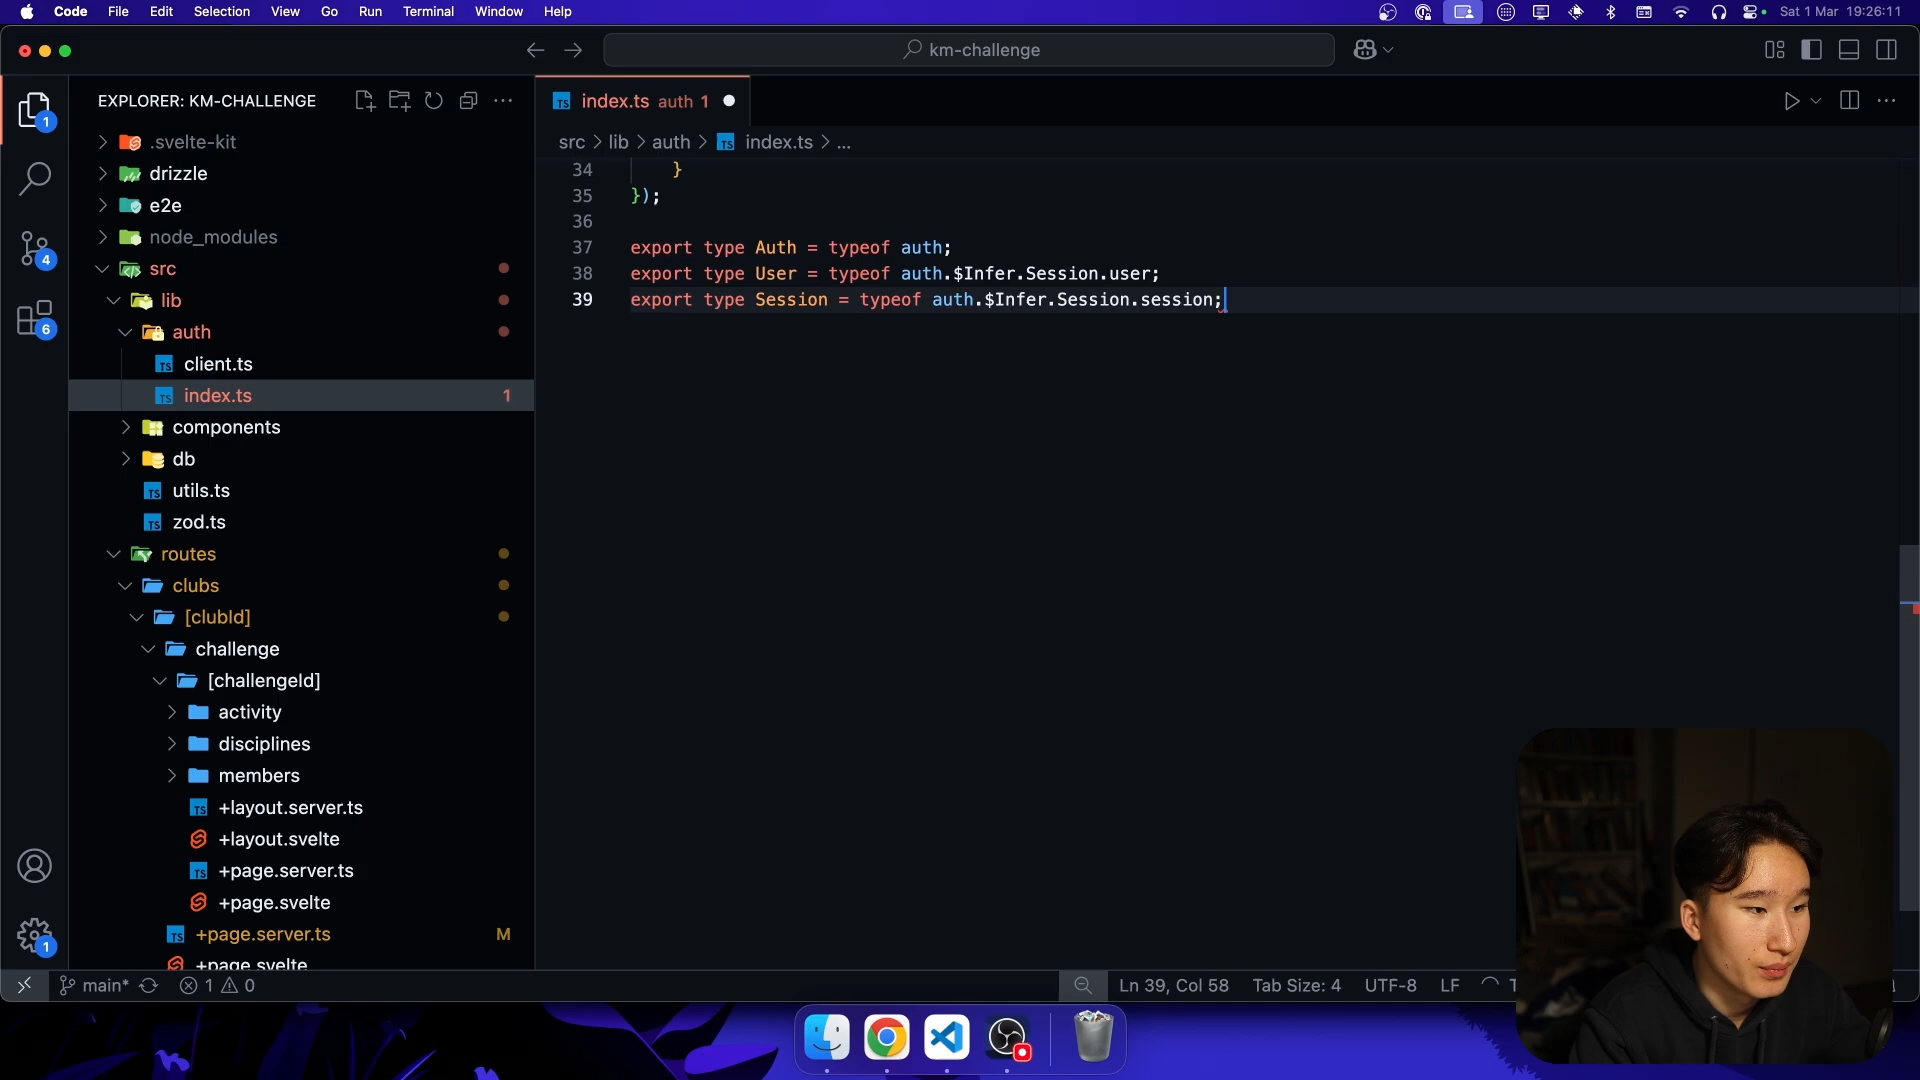 Code File Edit Selection View Go Run Terminal Window Help
Sat 1 Mar 19:26:11
km-challenge
EXPLORER: KM-CHALLENGE
.svelte-kit
drizzle
e2e
node_modules
src
lib
auth
client.ts
index.ts 1
components
db
utils.ts
zod.ts
routes
clubs
[clubId]
challenge
[challengeId]
activity
disciplines
members
+layout.server.ts
+layout.svelte
+page.server.ts
+page.svelte
+page.server.ts M
+page.svelte
1
4
6
1
index.ts auth 1
src > lib > auth > TS index.ts > ...
34 }
35 });
36
37 export type Auth = typeof auth;
38 export type User = typeof auth.$Infer.Session.user;
39 export type Session = typeof auth.$Infer.Session.session;
main* 1 0
Ln 39, Col 58 Tab Size: 4 UTF-8 LF